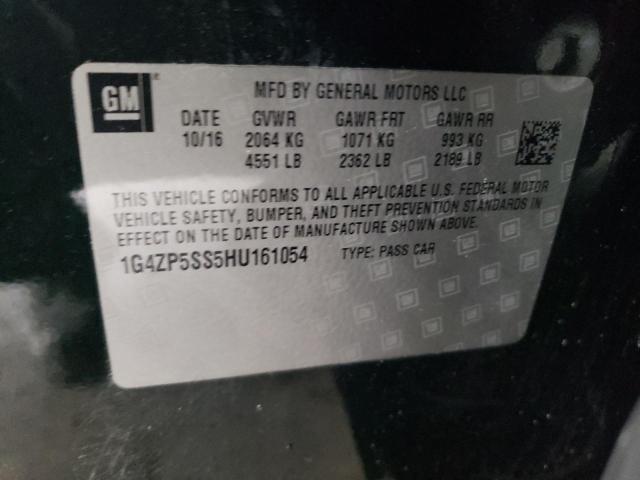 GM
MFD BY GENERAL MOTORS LLC
DATE GVWR GAWR FRT GAWR RR
10/16 2064 KG 1071 KG 993 KG
4551 LB 2362 LB 2189 LB
THIS VEHICLE CONFORMS TO ALL APPLICABLE U.S. FEDERAL MOTOR
VEHICLE SAFETY, BUMPER, AND THEFT PREVENTION STANDARDS IN
EFFECT ON THE DATE OF MANUFACTURE SHOWN ABOVE.
1G4ZP5SS5HU161054 TYPE: PASS CAR